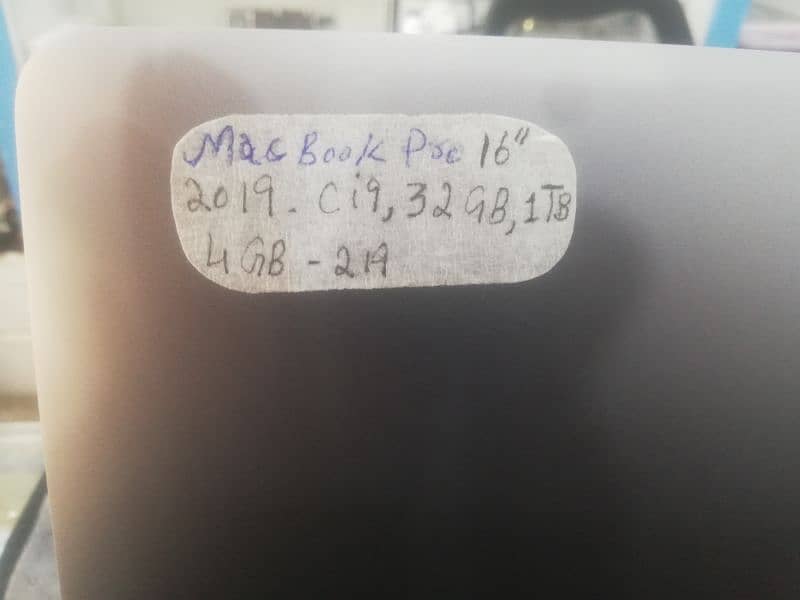 MacBook Pro 16"
2019. Ci9, 32GB, 1TB
4GB - 219